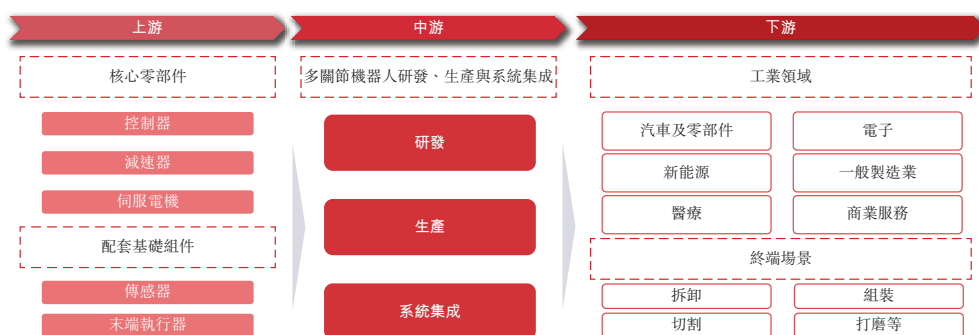 上游
中游
下游
核心零部件
控制器
減速器
伺服電機
配套基礎組件
傳感器
末端執行器
多關節機器人研發、生產與系統集成
研發
生產
系統集成
工業領域
汽車及零部件
電子
新能源
一般製造業
醫療
商業服務
終端場景
拆卸
組裝
切割
打磨等